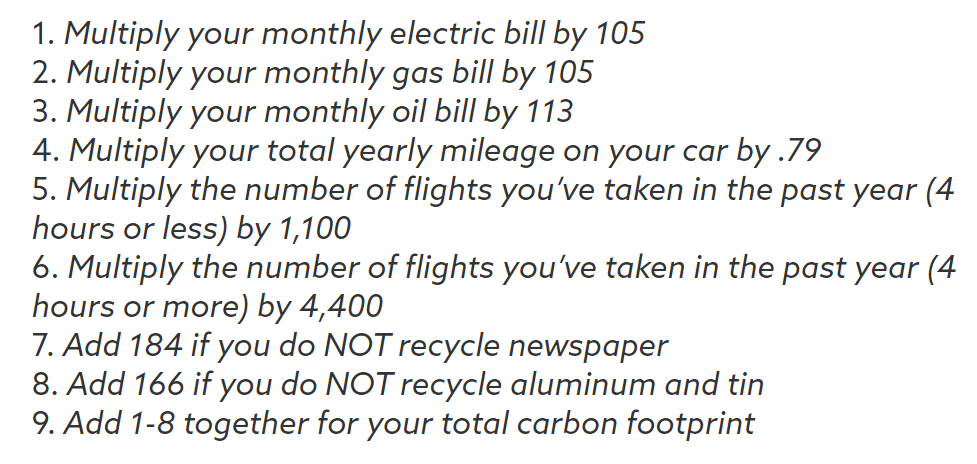 1. Multiply your monthly electric bill by 105
2. Multiply your monthly gas bill by 105
3. Multiply your monthly oil bill by 113
4. Multiply your total yearly mileage on your car by .79
5. Multiply the number of flights you’ve taken in the past year (4
hours or less) by 1,100
6. Multiply the number of flights you’ve taken in the past year (4
hours or more) by 4,400
7. Add 184 if you do NOT recycle newspaper
8. Add 166 if you do NOT recycle aluminum and tin
9. Add 1-8 together for your total carbon footprint